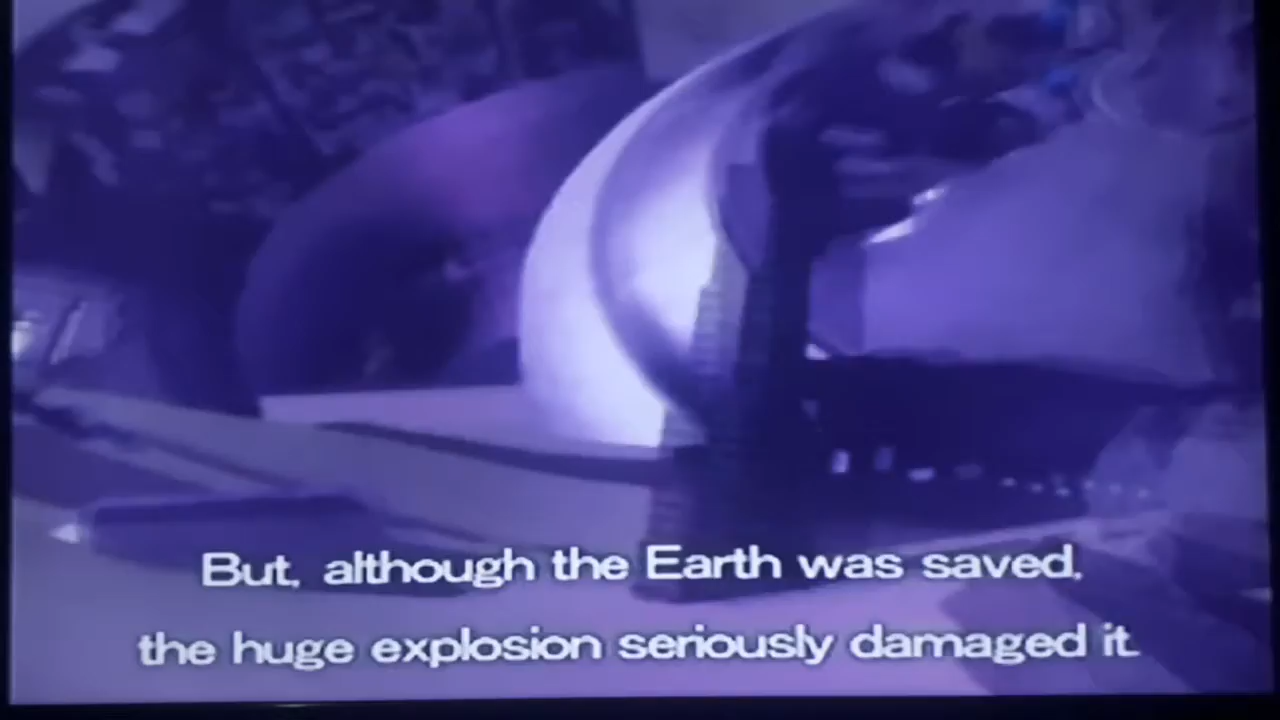 But, although the Earth was saved,
the huge explosion seriously damaged it.